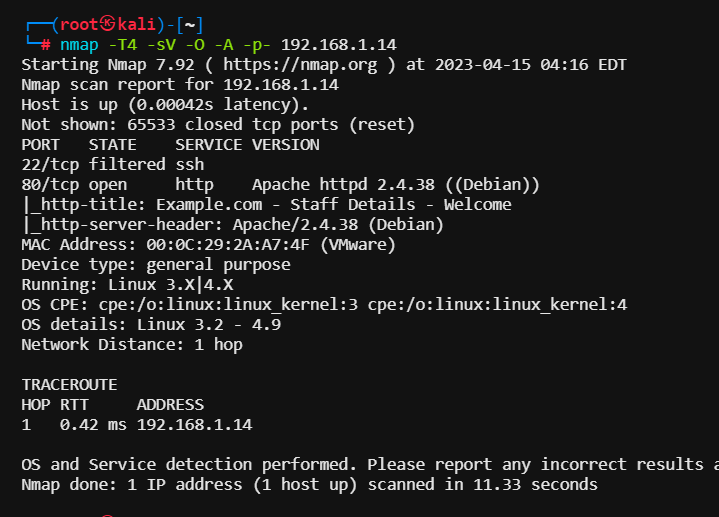 ┌──(root㉿kali)-[~]
└─# nmap -T4 -sV -O -A -p- 192.168.1.14
Starting Nmap 7.92 ( https://nmap.org ) at 2023-04-15 04:16 EDT
Nmap scan report for 192.168.1.14
Host is up (0.00042s latency).
Not shown: 65533 closed tcp ports (reset)
PORT   STATE    SERVICE VERSION
22/tcp filtered ssh
80/tcp open     http    Apache httpd 2.4.38 ((Debian))
|_http-title: Example.com - Staff Details - Welcome
|_http-server-header: Apache/2.4.38 (Debian)
MAC Address: 00:0C:29:2A:A7:4F (VMware)
Device type: general purpose
Running: Linux 3.X|4.X
OS CPE: cpe:/o:linux:linux_kernel:3 cpe:/o:linux:linux_kernel:4
OS details: Linux 3.2 - 4.9
Network Distance: 1 hop

TRACEROUTE
HOP RTT     ADDRESS
1   0.42 ms 192.168.1.14

OS and Service detection performed. Please report any incorrect results a
Nmap done: 1 IP address (1 host up) scanned in 11.33 seconds